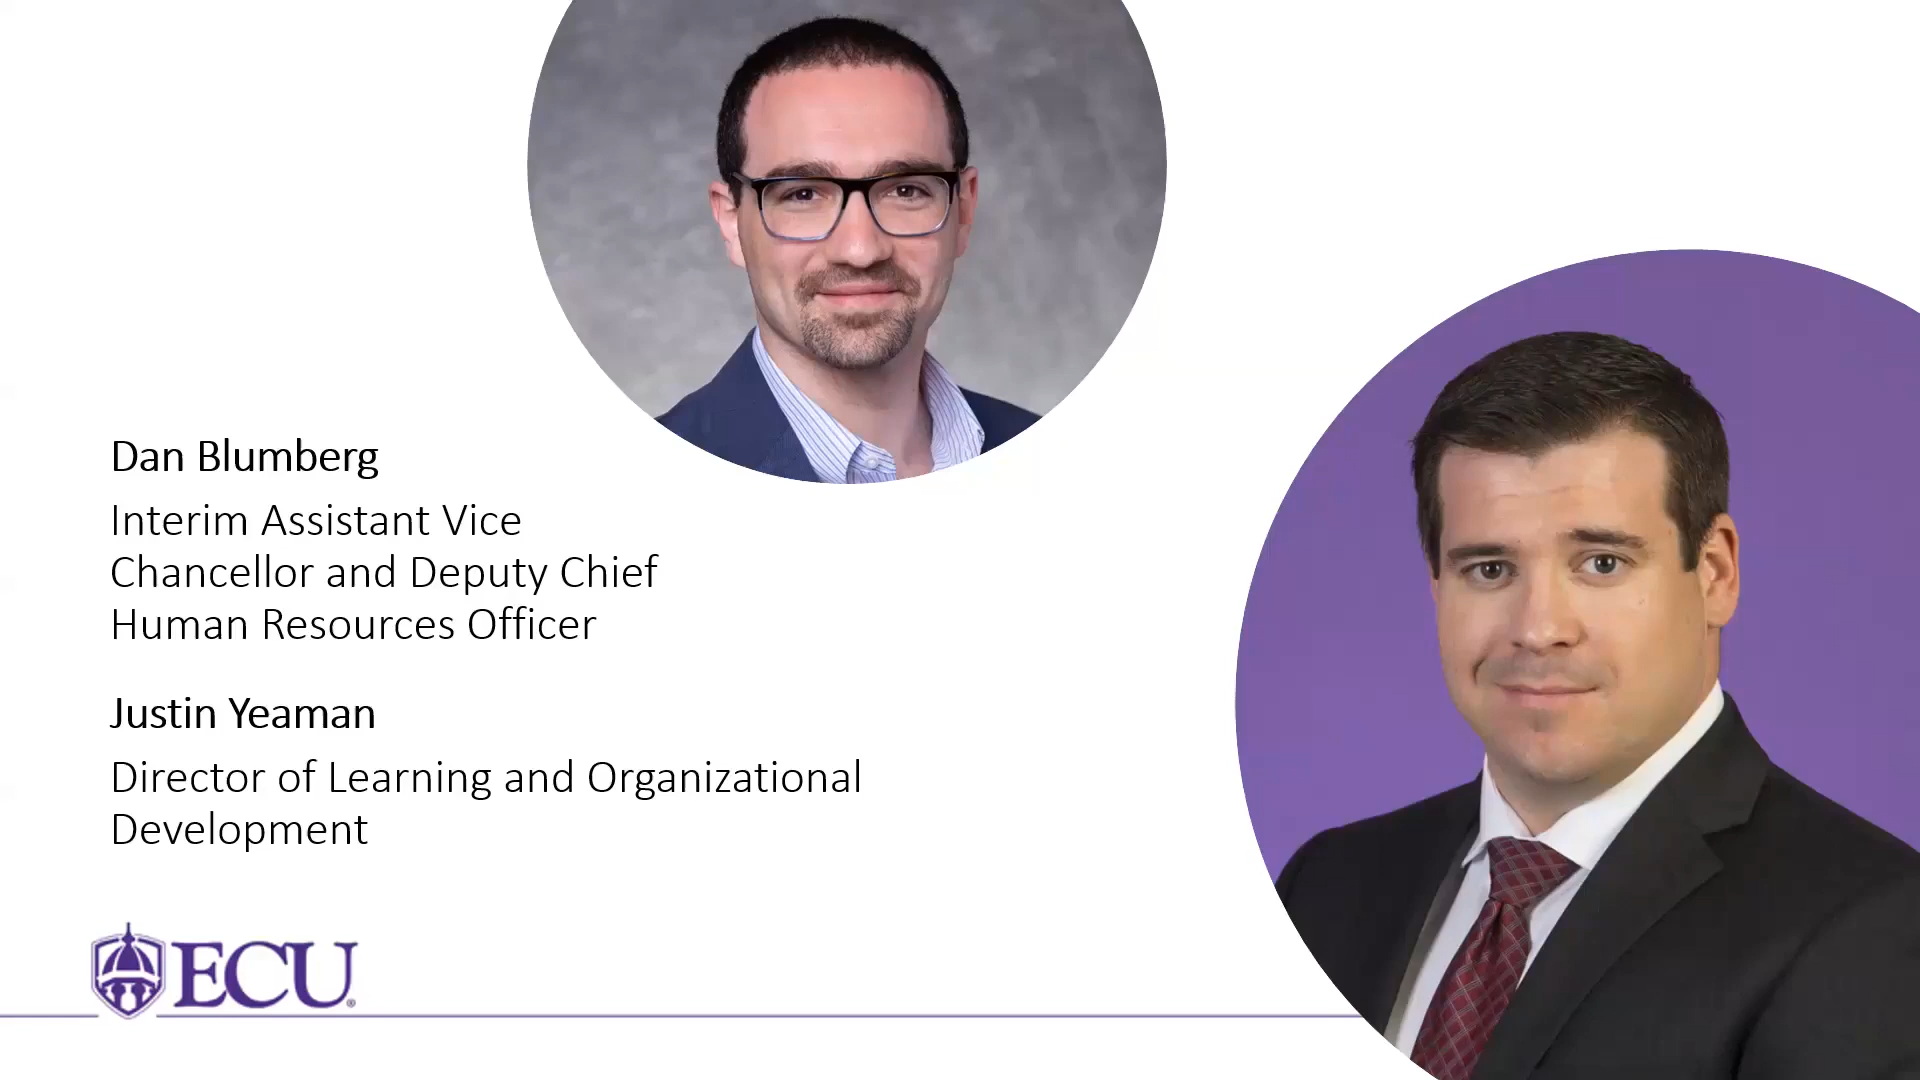 Dan Blumberg
Interim Assistant Vice
Chancellor and Deputy Chief
Human Resources Officer
Justin Yeaman
Director of Learning and Organizational
Development
ECU®